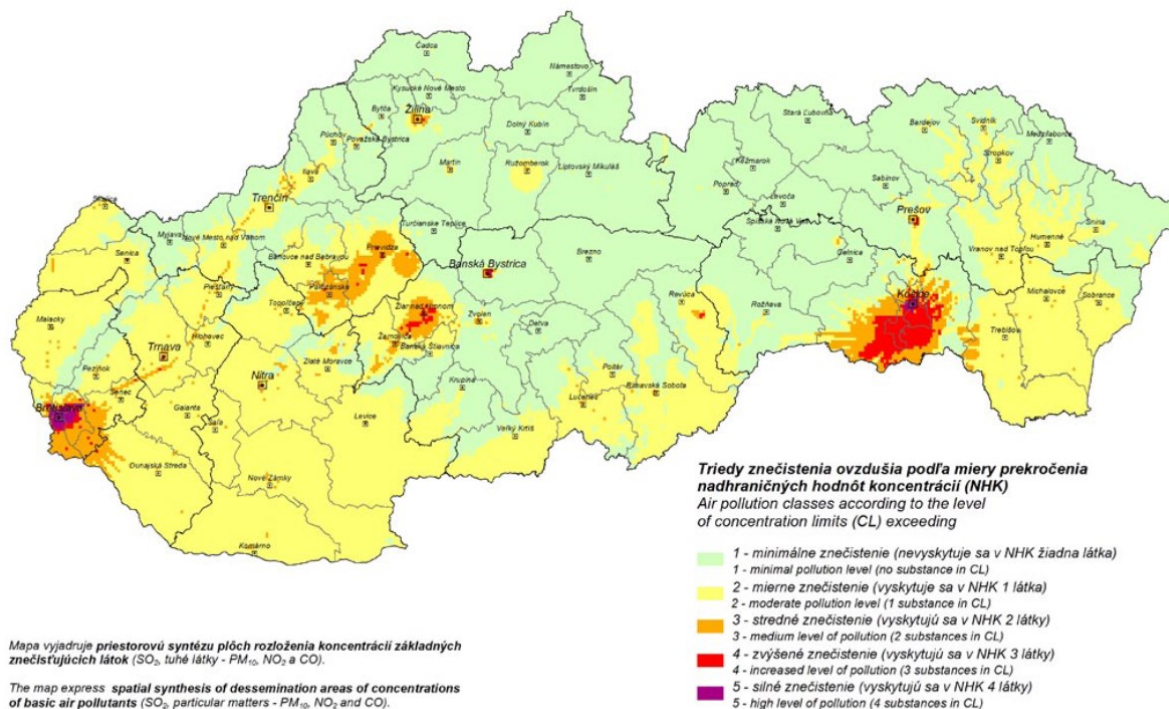 Čadca
Námestovo
Kysucké Nové Mesto
Tvrdošín
Bytča
Žilina
Stará Ľubovňa
Bardejov
Svidník
Medzilaborce
Púchov
Považská Bystrica
Dolný Kubín
Stropkov
Ilava
Martin
Ružomberok
Liptovský Mikuláš
Kežmarok
Sabinov
Poprad
Levoča
Trenčín
Prešov
Skalica
Turčianske Teplice
Spišská Nová Ves
Snina
Myjava
Nové Mesto nad Váhom
Humenné
Senica
Bánovce nad Bebravou
Prievidza
Brezno
Gelnica
Vranov nad Topľou
Banská Bystrica
Piešťany
Partizánske
Topoľčany
Michalovce
Sobrance
Košice
Revúca
Rožňava
Malacky
Žiar nad Hronom
Zvolen
Detva
Hlohovec
Žarnovica
Trebišov
Trnava
Banská Štiavnica
Pezinok
Zlaté Moravce
Poltár
Nitra
Krupina
Rimavská Sobota
Senec
Lučenec
Bratislava
Galanta
Levice
Šaľa
Veľký Krtíš
Dunajská Streda
Nové Zámky
Komárno
Triedy znečistenia ovzdušia podľa miery prekročenia
nadhraničných hodnôt koncentrácií (NHK)
Air pollution classes according to the level
of concentration limits (CL) exceeding
1 - minimálne znečistenie (nevyskytuje sa v NHK žiadna látka)
1 - minimal pollution level (no substance in CL)
2 - mierne znečistenie (vyskytuje sa v NHK 1 látka)
2 - moderate pollution level (1 substance in CL)
3 - stredné znečistenie (vyskytujú sa v NHK 2 látky)
3 - medium level of pollution (2 substances in CL)
4 - zvýšené znečistenie (vyskytujú sa v NHK 3 látky)
4 - increased level of pollution (3 substances in CL)
5 - silné znečistenie (vyskytujú sa v NHK 4 látky)
5 - high level of pollution (4 substances in CL)
Mapa vyjadruje priestorovú syntézu plôch rozloženia koncentrácií základných
znečisťujúcich látok (SO₂, tuhé látky - PM₁₀, NO₂ a CO).
The map express spatial synthesis of dessemination areas of concentrations
of basic air pollutants (SO₂, particular matters - PM₁₀, NO₂ and CO).